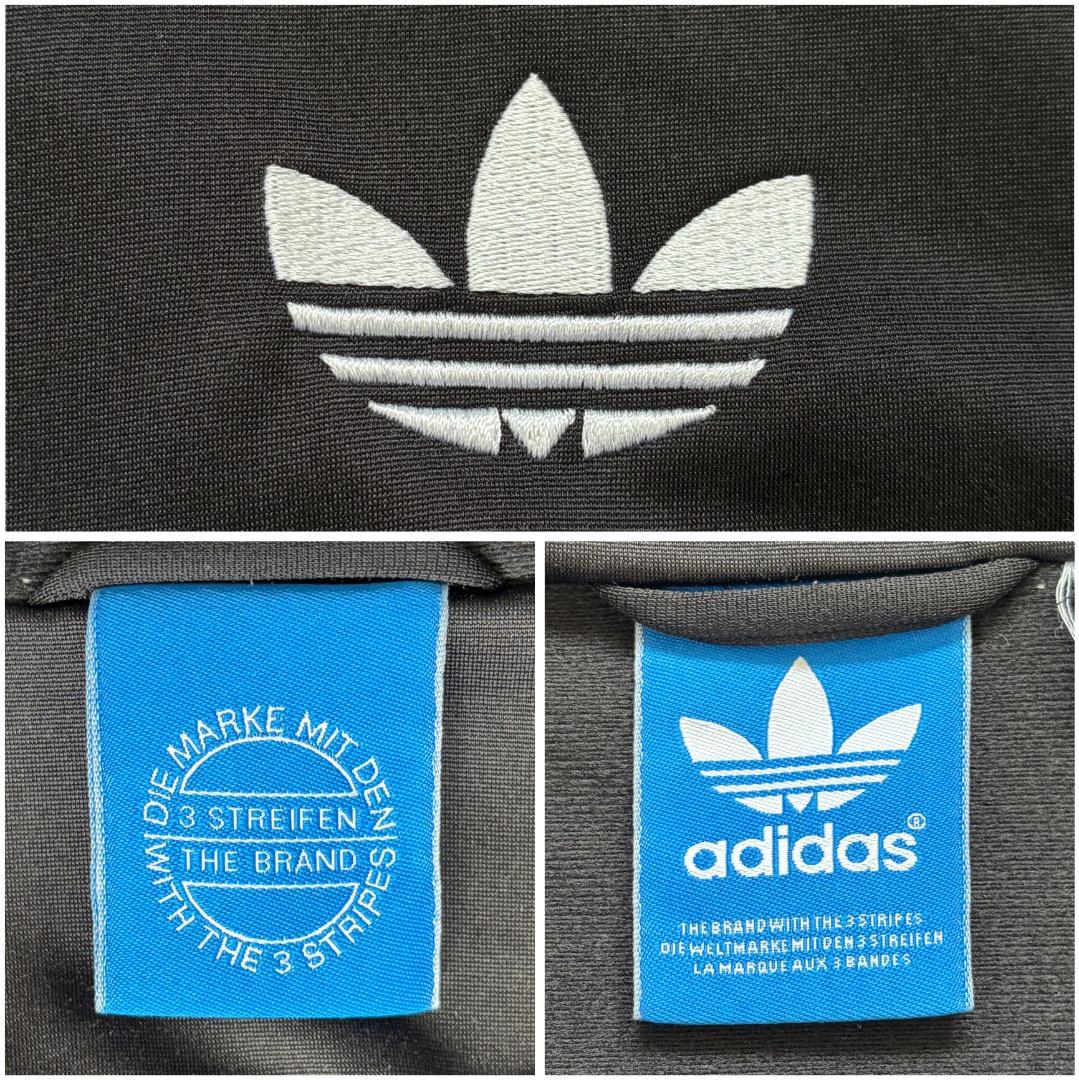 DIE MARKE MIT DEN
3 STREIFEN
THE BRAND
WITH THE 3 STRIPES
adidas®
THE BRAND WITH THE 3 STRIPES
DIE WELTMARKE MIT DEN 3 STREIFEN
LA MARQUE AUX 3 BANDES